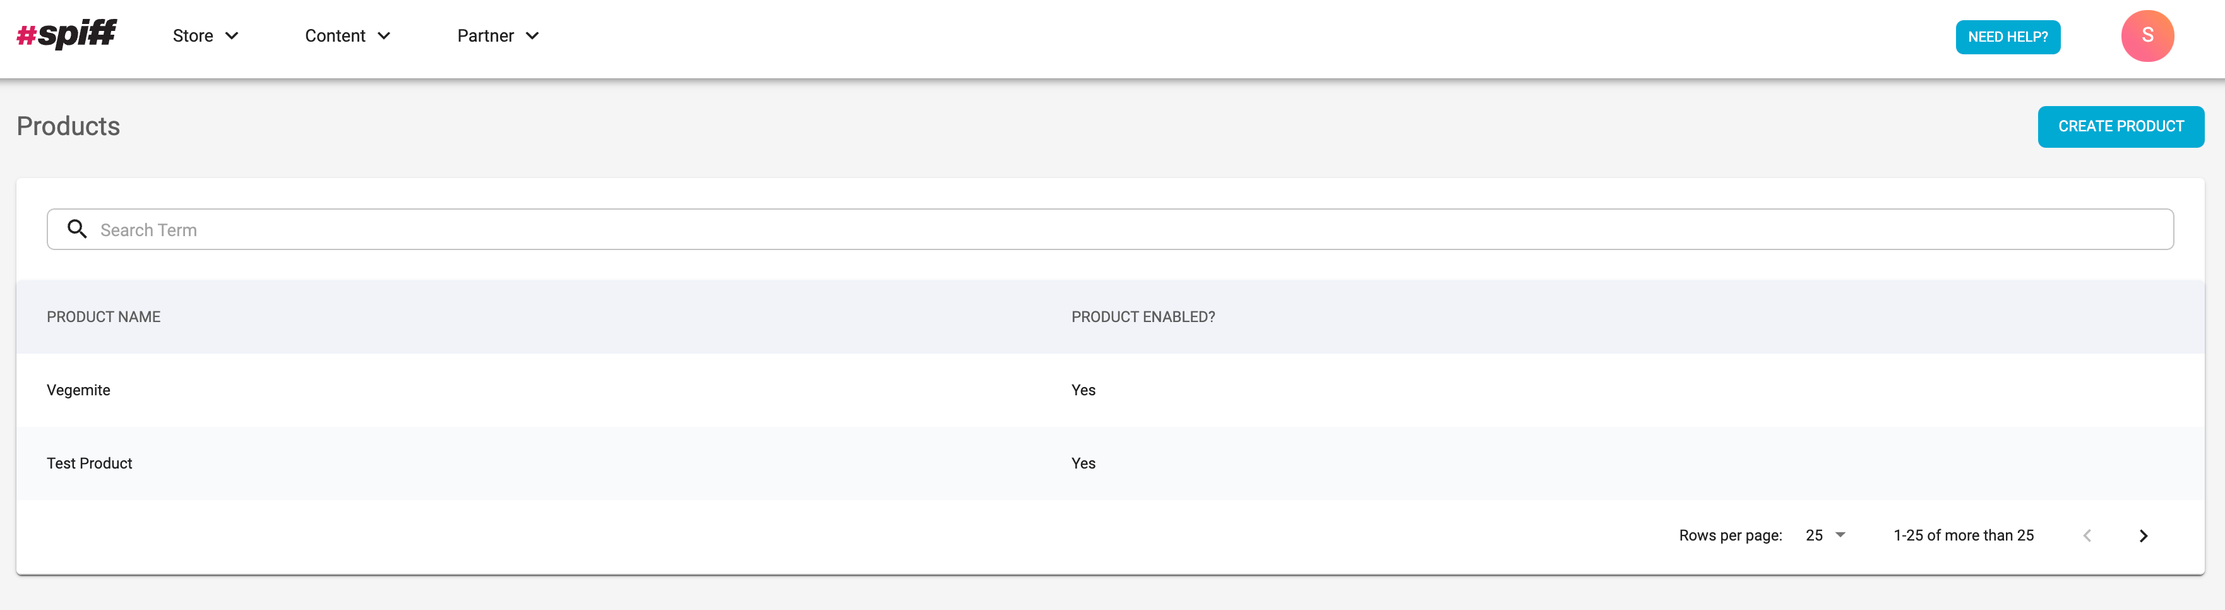 #spiff
Store
Content
Partner
NEED HELP?
S
Products
CREATE PRODUCT
Search Term
PRODUCT NAME
PRODUCT ENABLED?
Vegemite
Yes
Test Product
Yes
Rows per page:
25
1-25 of more than 25